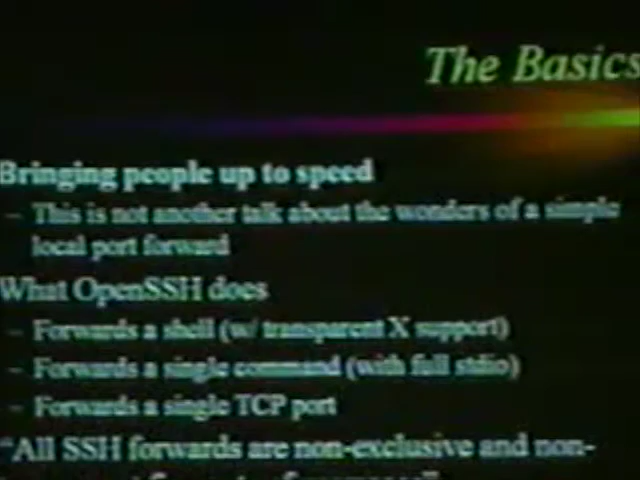 The Basics
Bringing people up to speed
– This is not another talk about the wonders of a simple
local port forward
What OpenSSH does
– Forwards a shell (w/ transparent X support)
– Forwards a single command (with full stdio)
– Forwards a single TCP port
“All SSH forwards are non-exclusive and non-